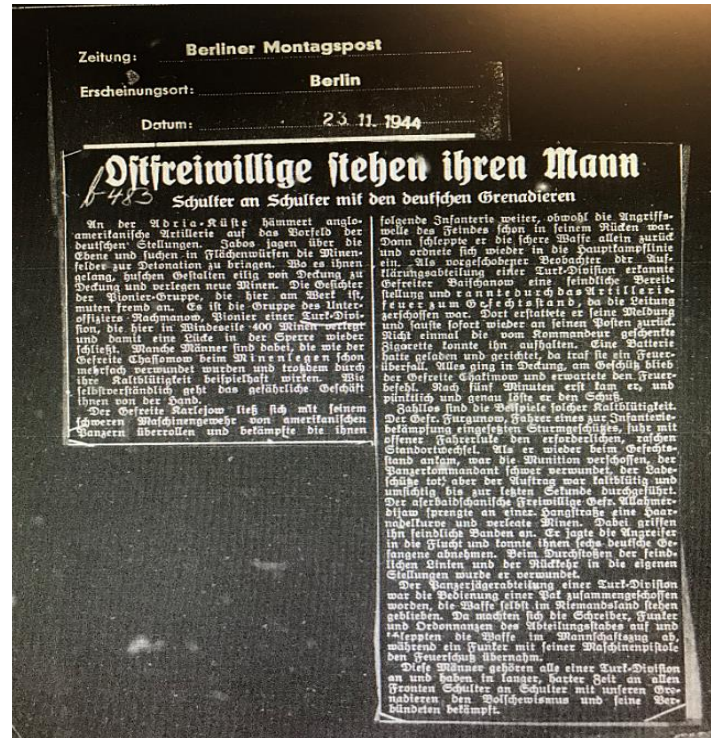 Zeitung: Berliner Montagspost
Erscheinungsort: Berlin
Datum: 23.11.1944
Ostfreiwillige stehen ihren Mann
483
Schulter an Schulter mit den deutschen Grenadieren
An der Adria-Küste hämmert anglo-
amerikanische Artillerie auf das Vorfeld der
deutschen Stellungen. Jabos jagen über die
Ebene und suchen in Flächenwürfen die Minen-
felder zur Detonation zu bringen. Wo es ihnen
gelang, huschen Gestalten eilig von Deckung zu
Deckung und verlegen neue Minen. Die Gesichter
der Pionier-Gruppe, die hier am Werk ist,
muten fremd an. Es ist die Gruppe des Unter-
offiziers Rachmanow, Pionier einer Turk-Divi-
sion, die hier in Windeseile 400 Minen verlegt
und damit eine Lücke in der Sperre wieder
schließt. Manche Männer sind dabei, die wie der
Gefreite Chasomow beim Minenlegen schon
mehrfach verwundet wurden und trotzdem durch
ihre Kaltblütigkeit beispielhaft wirken. Wie
selbstverständlich geht das gefährliche Geschäft
ihnen von der Hand.
Der Gefreite Karlejow ließ sich mit seinem
schweren Maschinengewehr von amerikanischen
Panzern überrollen und bekämpfte die ihnen
folgende Infanterie weiter, obwohl die Angriffs-
welle des Feindes schon in seinem Rücken war.
Dann schleppte er die schere Waffe allein zurück
und ordnete sich wieder in die Hauptkampflinie
ein. Als vorgeschobener Beobachter der Auf-
klärungsabteilung einer Turk-Division erkannte
Gefreiter Baischanow eine feindliche Bereit-
stellung und rannte durch das Artillerie-
feuer zum Gefechtsstand, da die Leitung
zerschossen war. Dort erstattete er seine Meldung
und sauste sofort wieder an seinen Posten zurück.
Nicht einmal die vom Kommandeur geschenkte
Zigarette konnte ihn aufhalten. Eine Batterie
hatte geladen und gerichtet, da traf sie ein Feuer-
überfall. Alles ging in Deckung, am Geschütz blieb
der Gefreite Chatimow und erwartete den Feuer-
befehl. Nach fünf Minuten erst kam er, und
pünktlich und genau löste er den Schuß.
Zahllos sind die Beispiele solcher Kaltblütigkeit.
Der Gefr. Furgunow, Fahrer eines zur Infanterie-
bekämpfung eingesetzten Sturmgeschützes, fuhr mit
offener Fahrerluke den erforderlichen, raschen
Standortwechsel. Als er wieder beim Gefechts-
stand ankam, war die Munition verschossen, der
Panzerkommandant schwer verwundet, der Lade-
schütze tot, aber der Auftrag war kaltblütig und
umsichtig bis zur letzten Sekunde durchgeführt.
Der aserbaidschanische Freiwillige Gefr. Allahwer-
dijaw sprengte an einer Hangstraße eine Haar-
nadelkurve und verlegte Minen. Dabei griffen
ihn feindliche Banden an. Er jagte die Angreifer
in die Flucht und konnte ihnen sechs deutsche Ge-
fangene abnehmen. Beim Durchstoßen der feind-
lichen Linien und der Rückkehr in die eigenen
Stellungen wurde er verwundet.
Der Panzerjägerabteilung einer Turk-Division
war die Bedienung einer Pak zusammengeschossen
worden, die Waffe selbst im Niemandsland stehen
geblieben. Da machten sich die Schreiber, Funker
und Ordonnanzen des Abteilungsstabes auf und
schleppten die Waffe im Mannschaftszug ab,
während ein Funker mit seiner Maschinenpistole
den Feuerschutz übernahm.
Diese Männer gehören alle einer Turk-Division
an und haben in langer, harter Zeit an allen
Fronten Schulter an Schulter mit unseren Gre-
nadieren den Bolschewismus und seine Ver-
bündeten bekämpft.